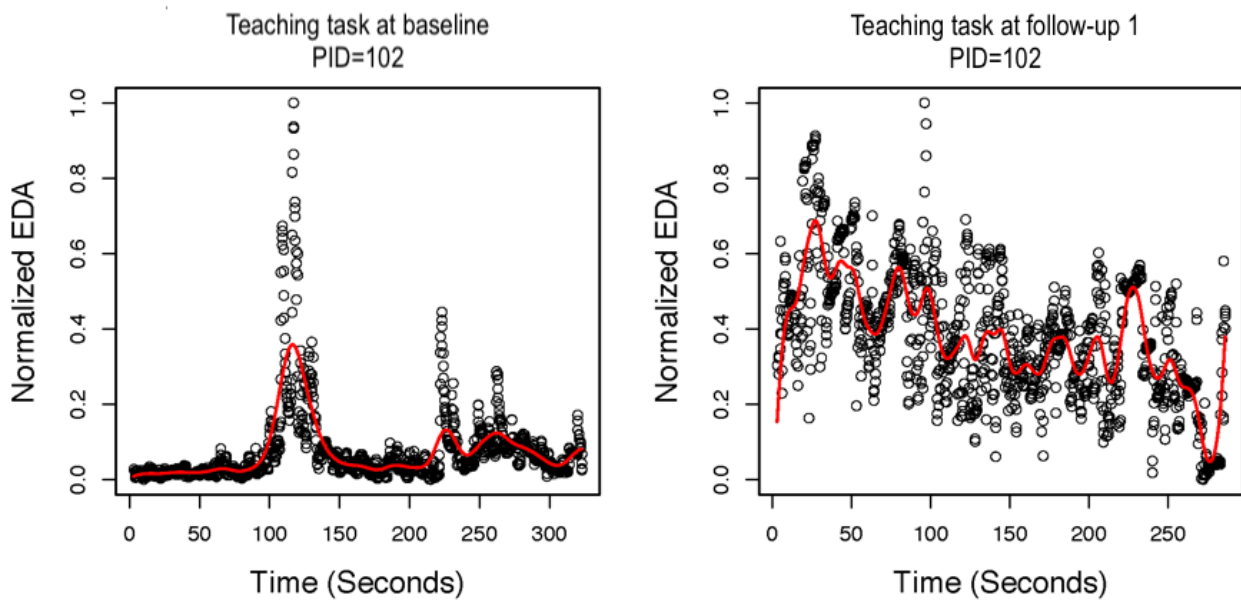 Teaching task at baseline
PID=102
Normalized EDA
1.0
0.8
0.6
0.4
0.2
0.0
0 50 100 150 200 250 300
Time (Seconds)
Teaching task at follow-up 1
PID=102
Normalized EDA
1.0
0.8
0.6
0.4
0.2
0.0
0 50 100 150 200 250
Time (Seconds)